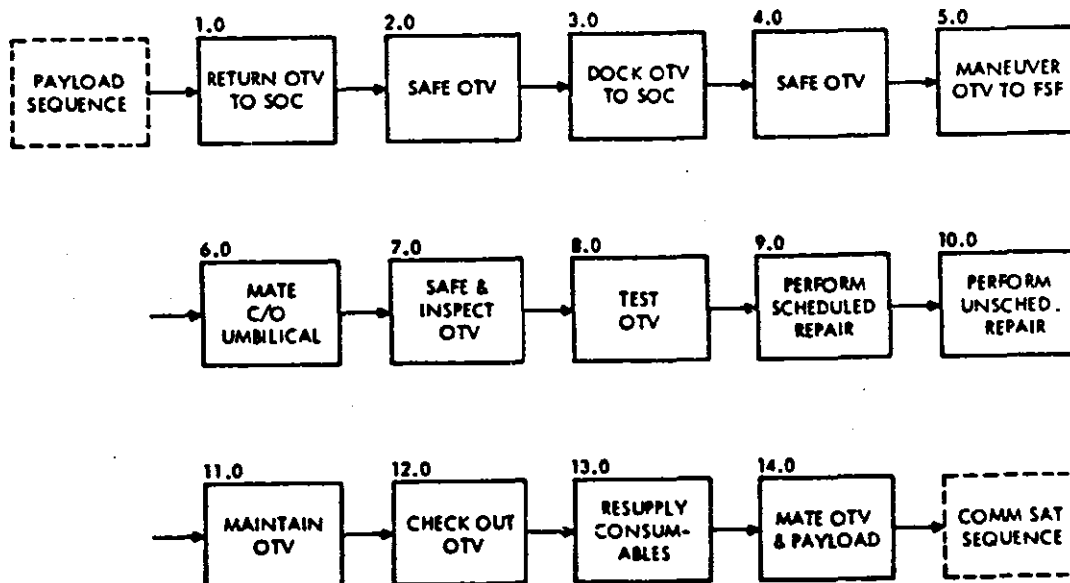 1.0
2.0
3.0
4.0
5.0
PAYLOAD
SEQUENCE
RETURN OTV
TO SOC
SAFE OTV
DOCK OTV
TO SOC
SAFE OTV
MANEUVER
OTV TO FSF
6.0
7.0
8.0
9.0
10.0
MATE
C/O
UMBILICAL
SAFE &
INSPECT
OTV
TEST
OTV
PERFORM
SCHEDULED
REPAIR
PERFORM
UNSCHED.
REPAIR
11.0
12.0
13.0
14.0
MAINTAIN
OTV
CHECK OUT
OTV
RESUPPLY
CONSUM-
ABLES
MATE OTV
& PAYLOAD
COMM SAT
SEQUENCE